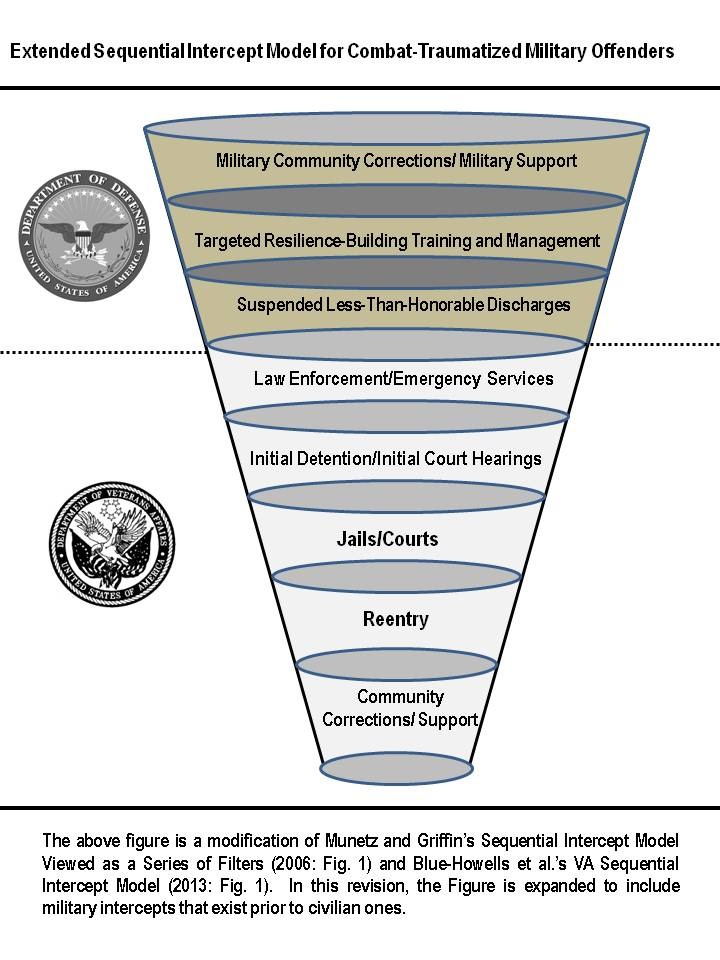 Extended Sequential Intercept Model for Combat-Traumatized Military Offenders
Military Community Corrections/ Military Support
DEPARTMENT OF DEFENSE
UNITED STATES OF AMERICA
Targeted Resilience-Building Training and Management
Suspended Less-Than-Honorable Discharges
Law Enforcement/Emergency Services
Initial Detention/Initial Court Hearings
DEPARTMENT OF VETERANS AFFAIRS
UNITED STATES OF AMERICA
Jails/Courts
Reentry
Community
Corrections/ Support
The above figure is a modification of Munetz and Griffin's Sequential Intercept Model
Viewed as a Series of Filters (2006: Fig. 1) and Blue-Howells et al.'s VA Sequential
Intercept Model (2013: Fig. 1).  In this revision, the Figure is expanded to include
military intercepts that exist prior to civilian ones.